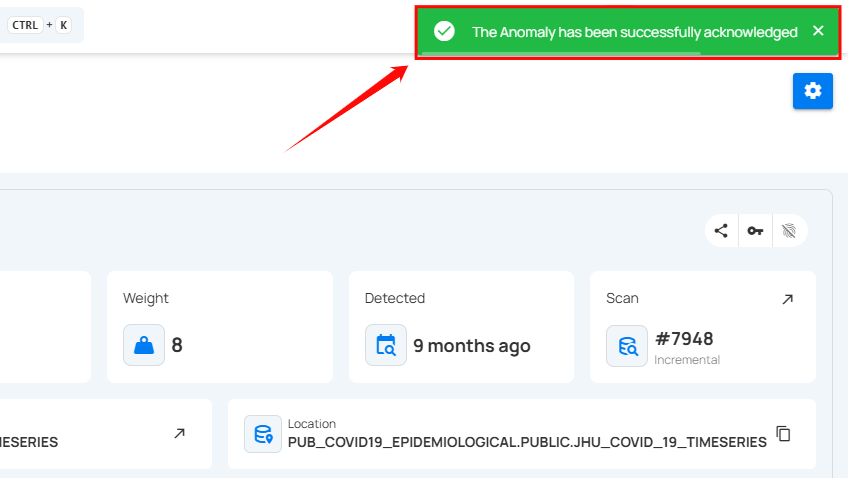 CTRL + K
The Anomaly has been successfully acknowledged
Weight
8
Detected
9 months ago
Scan
#7948
Incremental
MESERIES
Location
PUB_COVID19_EPIDEMIOLOGICAL.PUBLIC.JHU_COVID_19_TIMESERIES